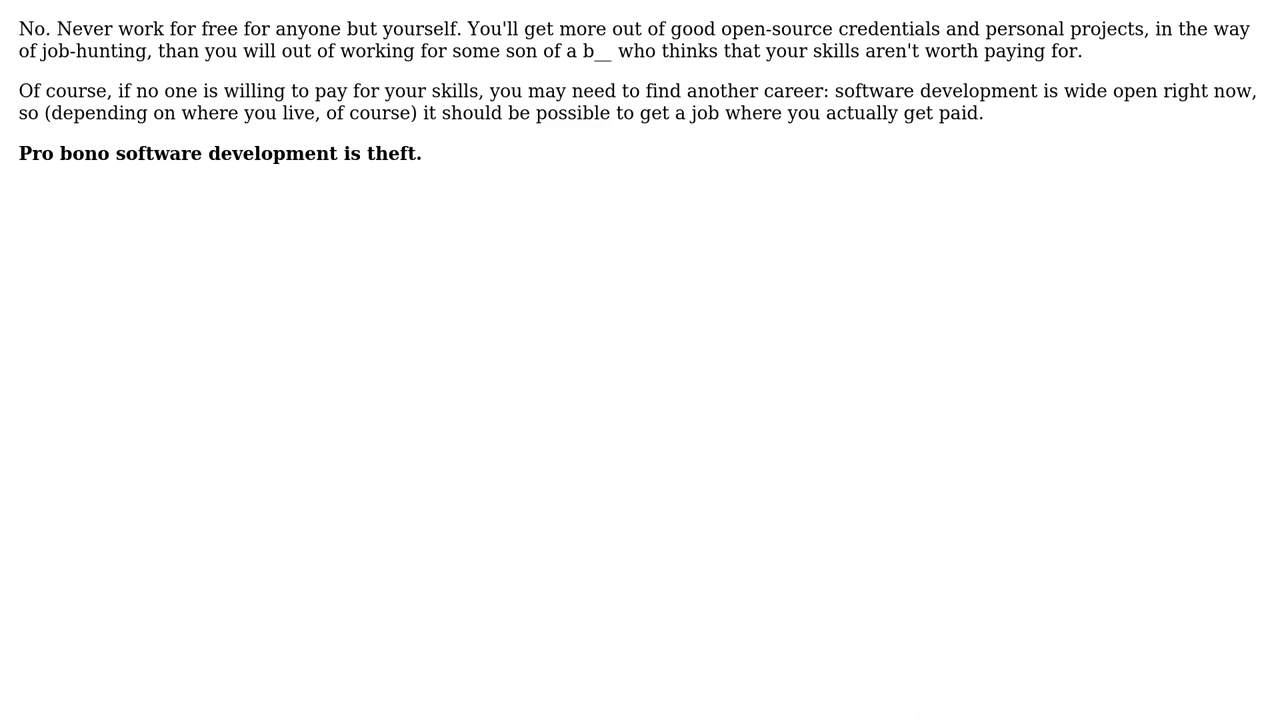 No. Never work for free for anyone but yourself. You'll get more out of good open-source credentials and personal projects, in the way
of job-hunting, than you will out of working for some son of a b__ who thinks that your skills aren't worth paying for.
Of course, if no one is willing to pay for your skills, you may need to find another career: software development is wide open right now,
so (depending on where you live, of course) it should be possible to get a job where you actually get paid.
Pro bono software development is theft.